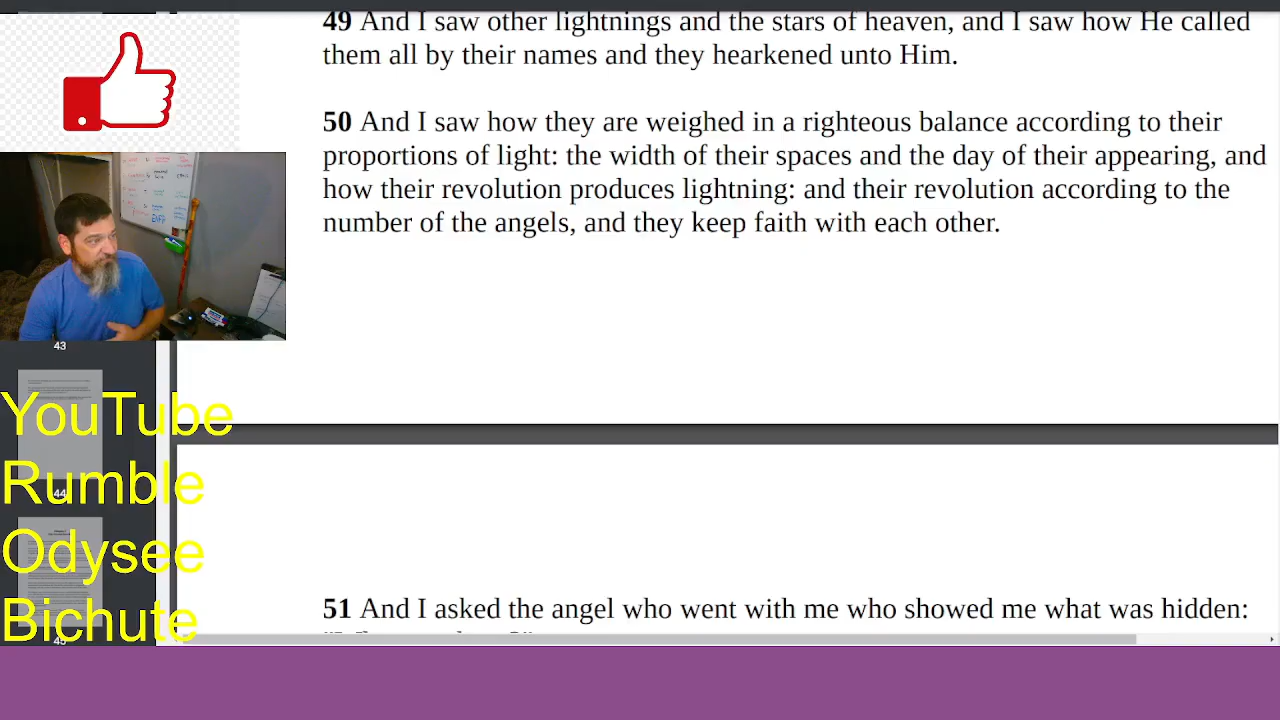 49 And I saw other lightnings and the stars of heaven, and I saw how He called
them all by their names and they hearkened unto Him.
50 And I saw how they are weighed in a righteous balance according to their
proportions of light: the width of their spaces and the day of their appearing, and
how their revolution produces lightning: and their revolution according to the
number of the angels, and they keep faith with each other.
43
YouTube
Rumble
44
Odysee
Bichute
45
51 And I asked the angel who went with me who showed me what was hidden: